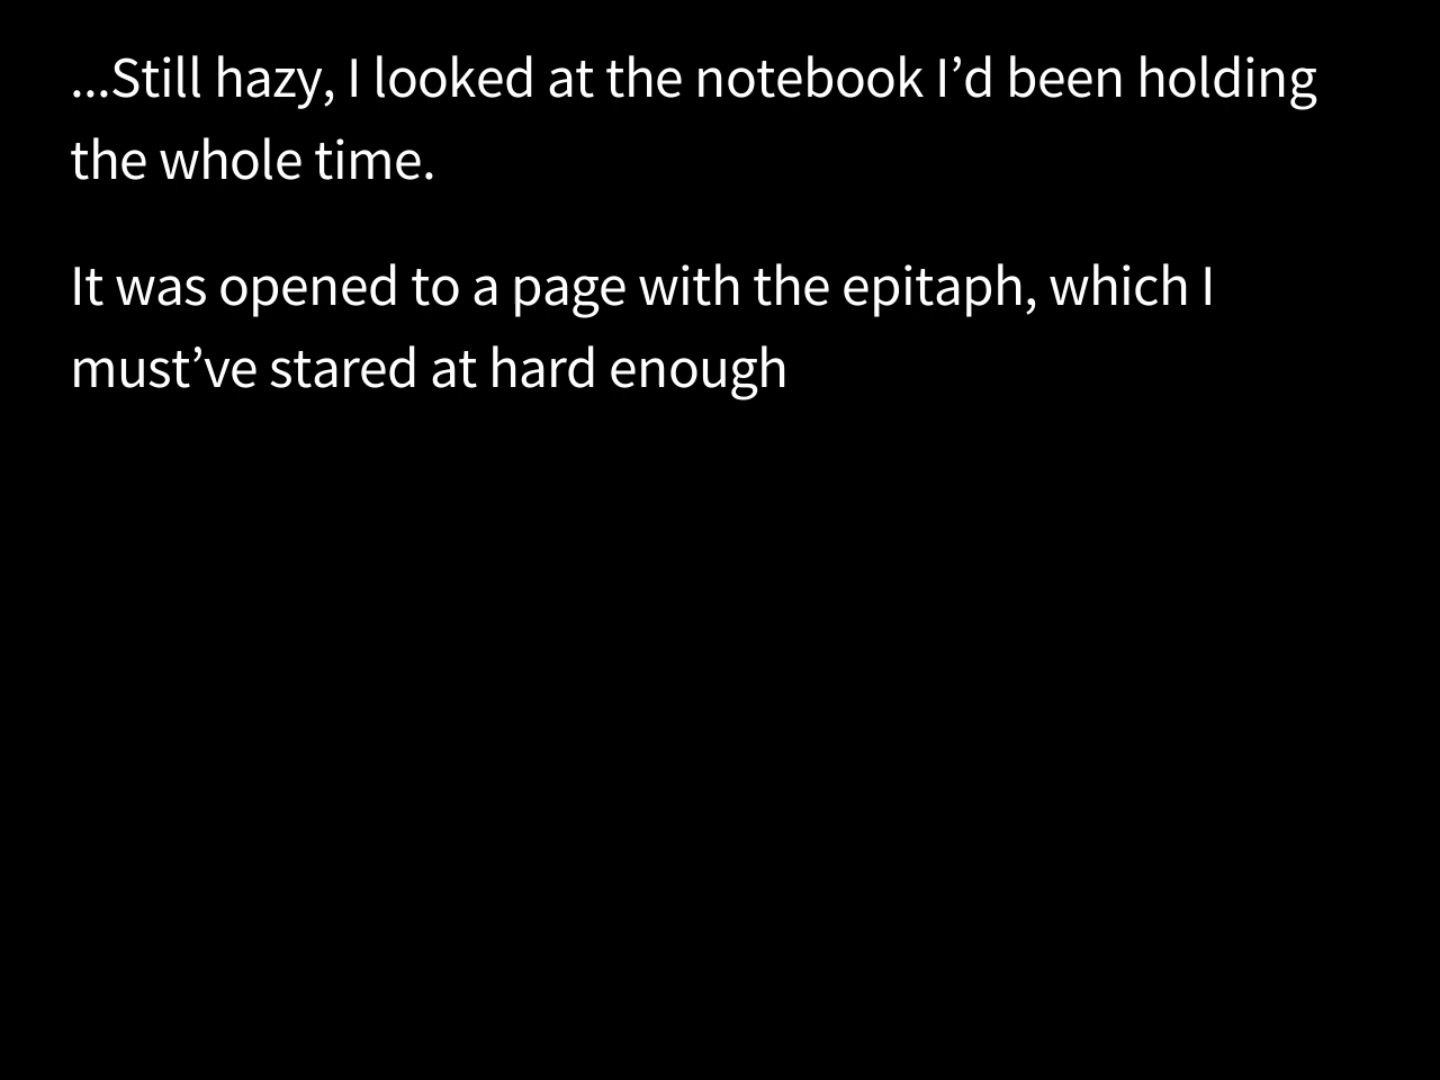 ...Still hazy, I looked at the notebook I’d been holding
the whole time.
It was opened to a page with the epitaph, which I
must’ve stared at hard enough